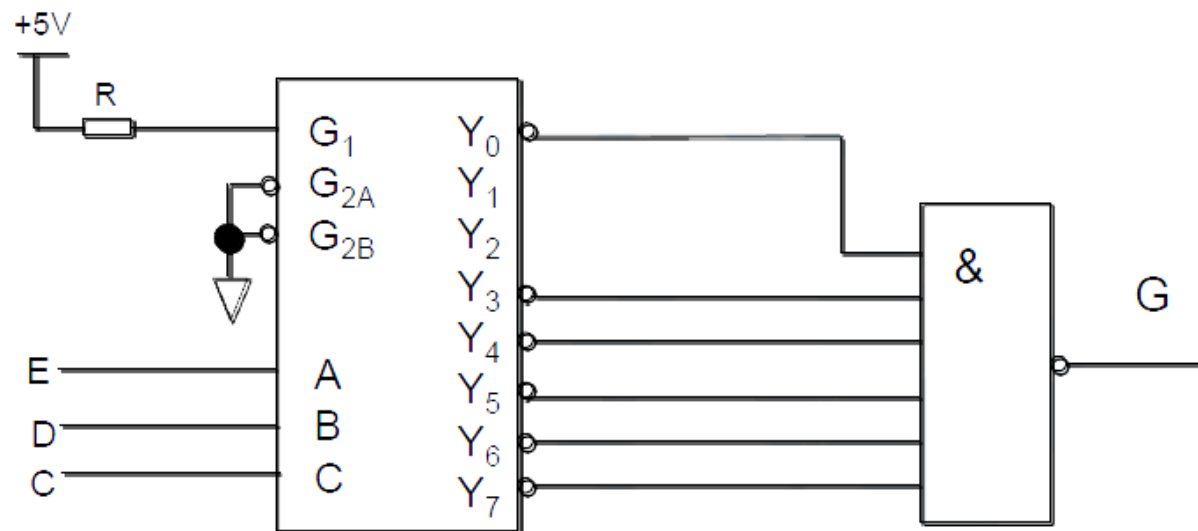 +5V
R
G₁ Y₀
G₂A Y₁
G₂B Y₂
& G
Y₃
Y₄
E A Y₅
D B Y₆
C C Y₇